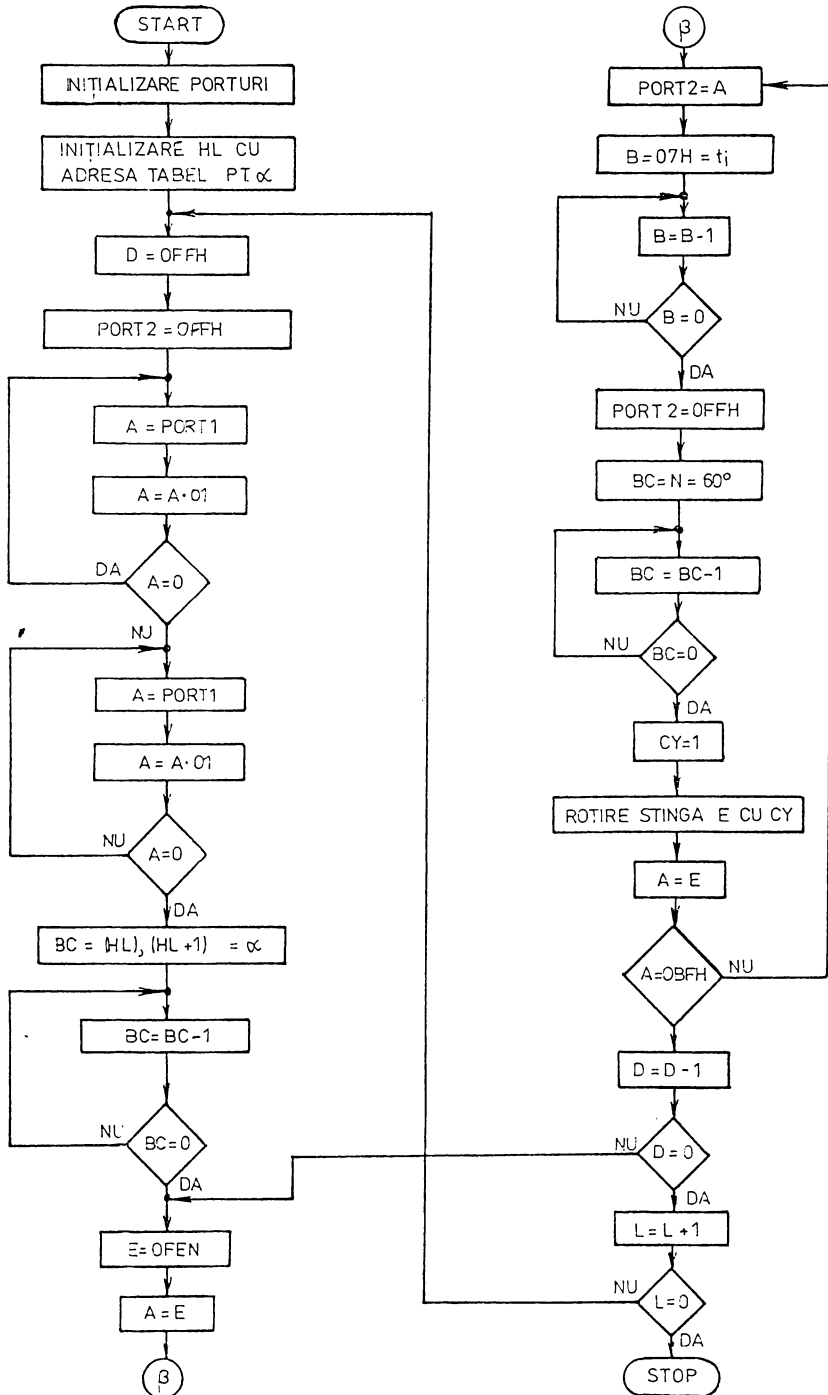 START
INIȚIALIZARE PORTURI
INIȚIALIZARE HL CU
ADRESA TABEL PT. α
D = 0FFH
PORT2 = 0FFH
A = PORT1
A = A·01
DA
A=0
NU
A = PORT1
A = A·01
NU
A=0
DA
BC = (HL), (HL+1) = α
BC = BC-1
NU
BC=0
DA
E=0FEN
A = E
β
β
PORT2 = A
B=07H = ti
B=B-1
NU
B=0
DA
PORT2=0FFH
BC=N=60°
BC = BC-1
NU
BC=0
DA
CY=1
ROTIRE STINGA E CU CY
A = E
A=0BFH
NU
D = D-1
NU
D=0
DA
L=L+1
NU
L=0
DA
STOP